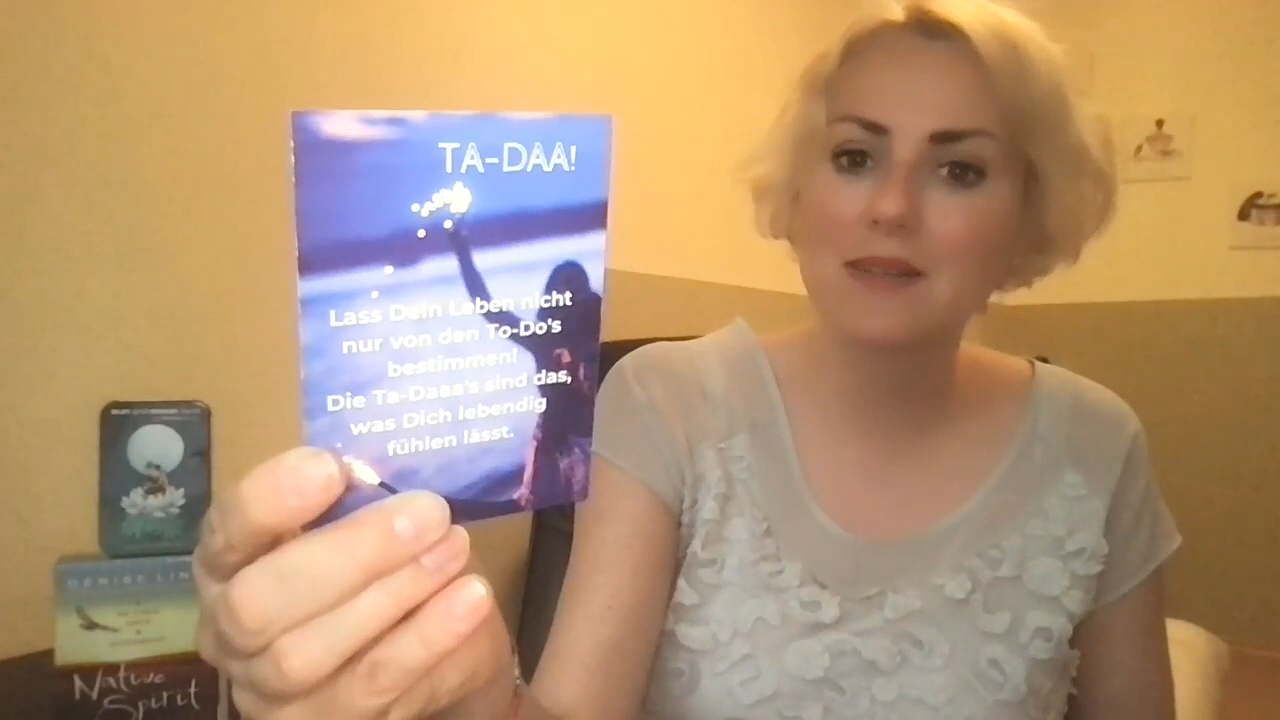 TA-DAA!
Lass Dein Leben nicht
nur von den To-Do's
bestimmen!
Die Ta-Daaa's sind das,
was Dich lebendig
fühlen lässt.
DENISE LIN
Native
Spirit